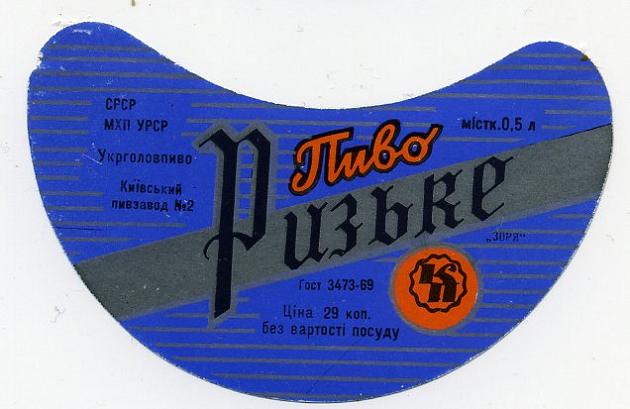 СРСР
МХП УРСР
Укрголовпиво
Київський
пивзавод №2
Пиво
Ризьке
містк.0,5 л
„ЗОРЯ“
Гост 3473-69
Ціна 29 коп.
без вартості посуду